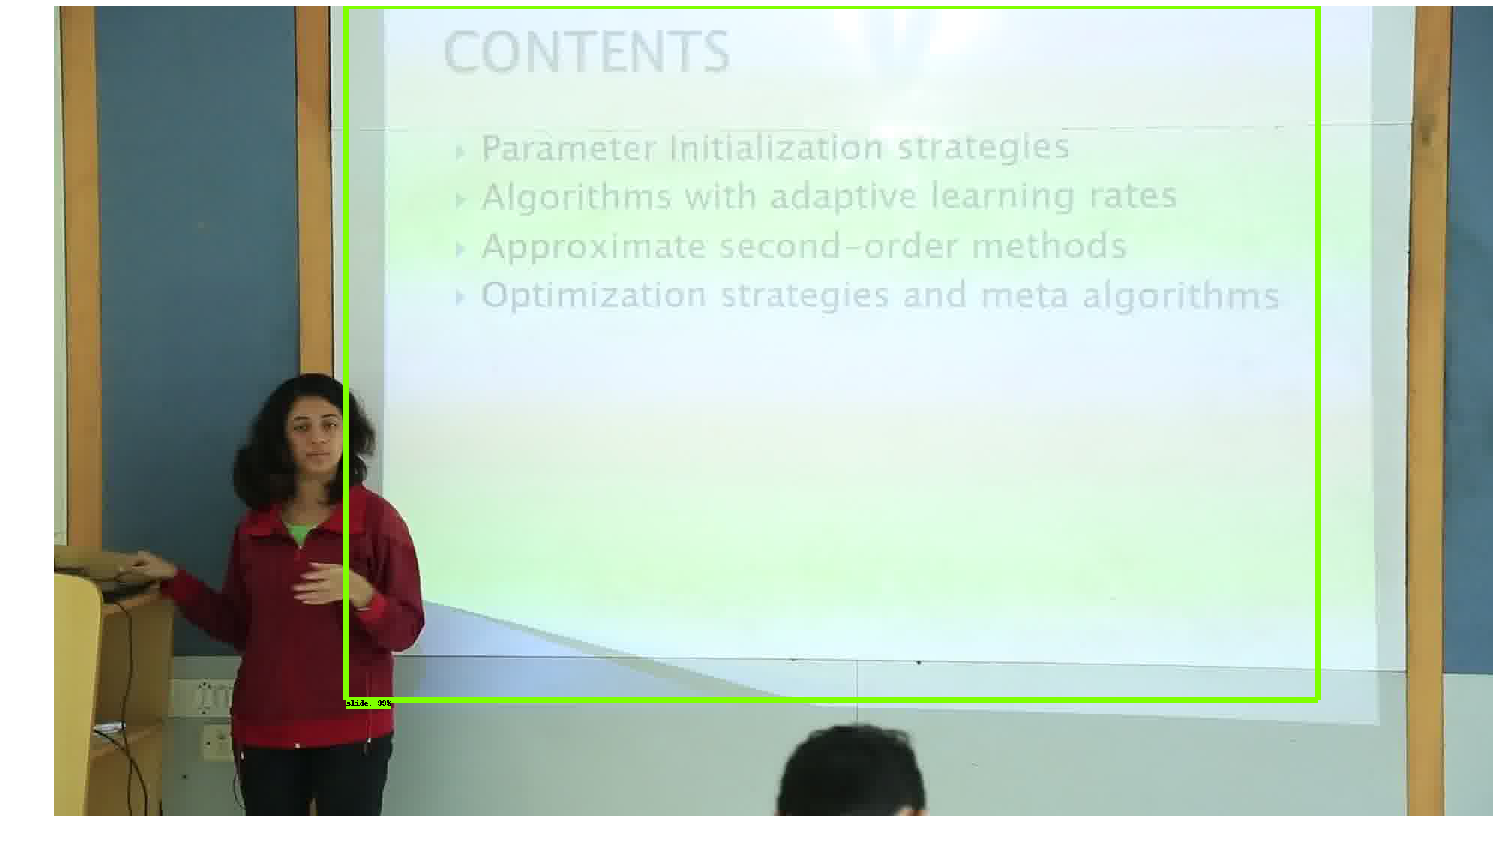 CONTENTS
Parameter Initialization strategies
Algorithms with adaptive learning rates
Approximate second-order methods
Optimization strategies and meta algorithms
slide: 99%